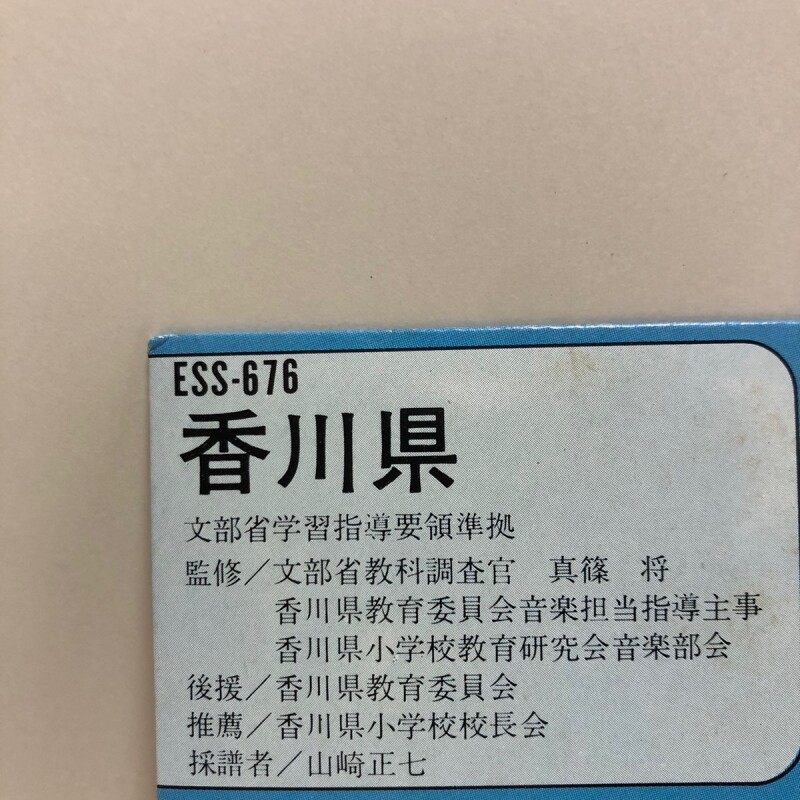 ESS-676
香川県
文部省学習指導要領準拠
監修／文部省教科調査官　真篠　将
香川県教育委員会音楽担当指導主事
香川県小学校教育研究会音楽部会
後援／香川県教育委員会
推薦／香川県小学校校長会
採譜者／山崎正七